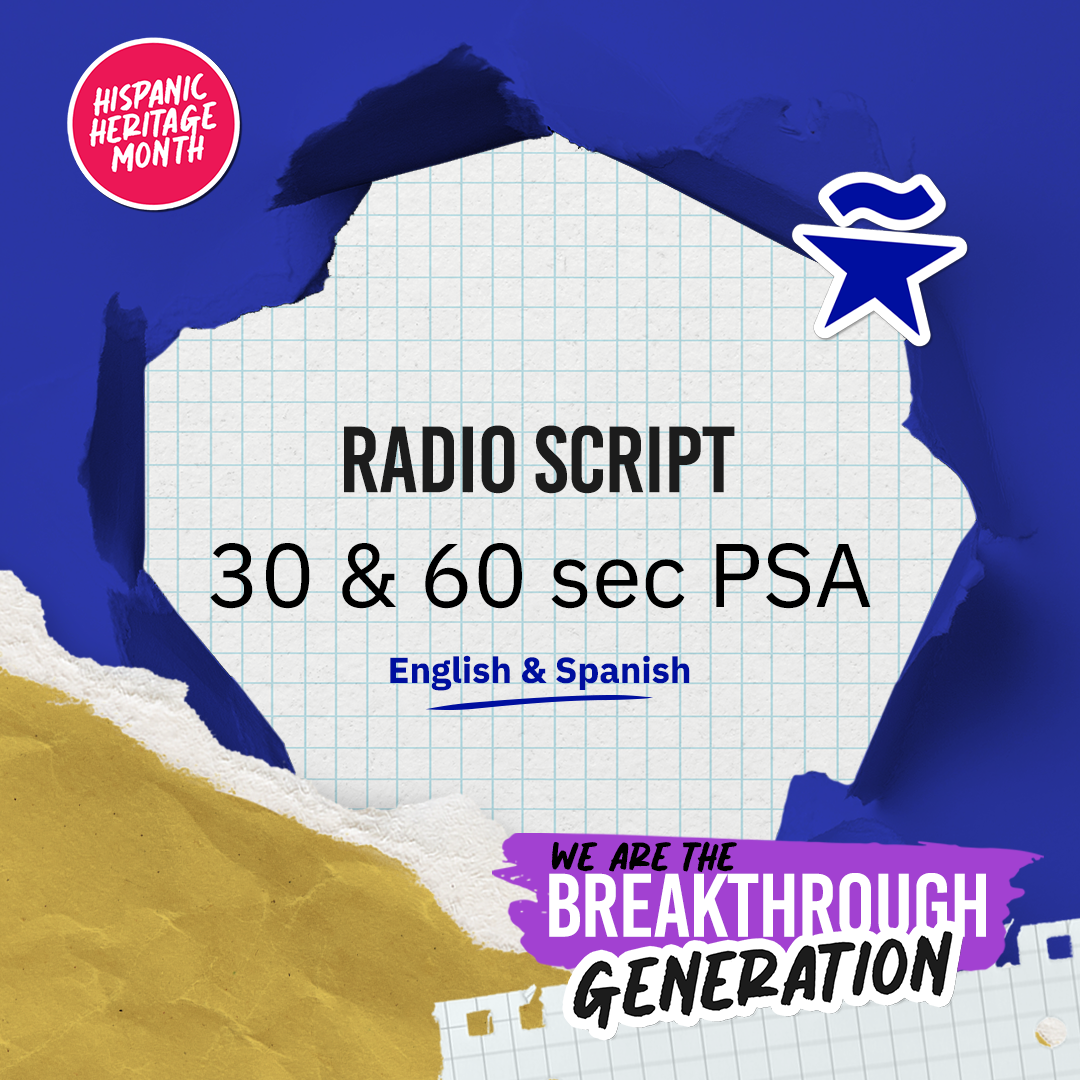 HISPANIC
HERITAGE
MONTH
RADIO SCRIPT
30 & 60 sec PSA
English & Spanish
WE ARE THE
BREAKTHROUGH
GENERATION